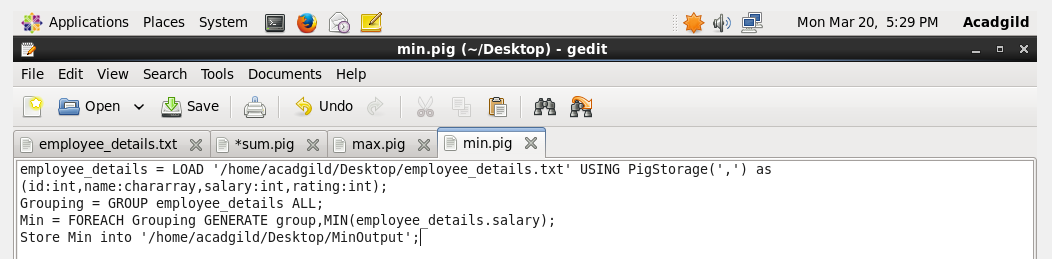 Applications Places System Mon Mar 20, 5:29 PM Acadgild
min.pig (~/Desktop) - gedit
File Edit View Search Tools Documents Help
Open Save Undo
employee_details.txt *sum.pig max.pig min.pig
employee_details = LOAD '/home/acadgild/Desktop/employee_details.txt' USING PigStorage(',') as
(id:int,name:chararray,salary:int,rating:int);
Grouping = GROUP employee_details ALL;
Min = FOREACH Grouping GENERATE group,MIN(employee_details.salary);
Store Min into '/home/acadgild/Desktop/MinOutput';